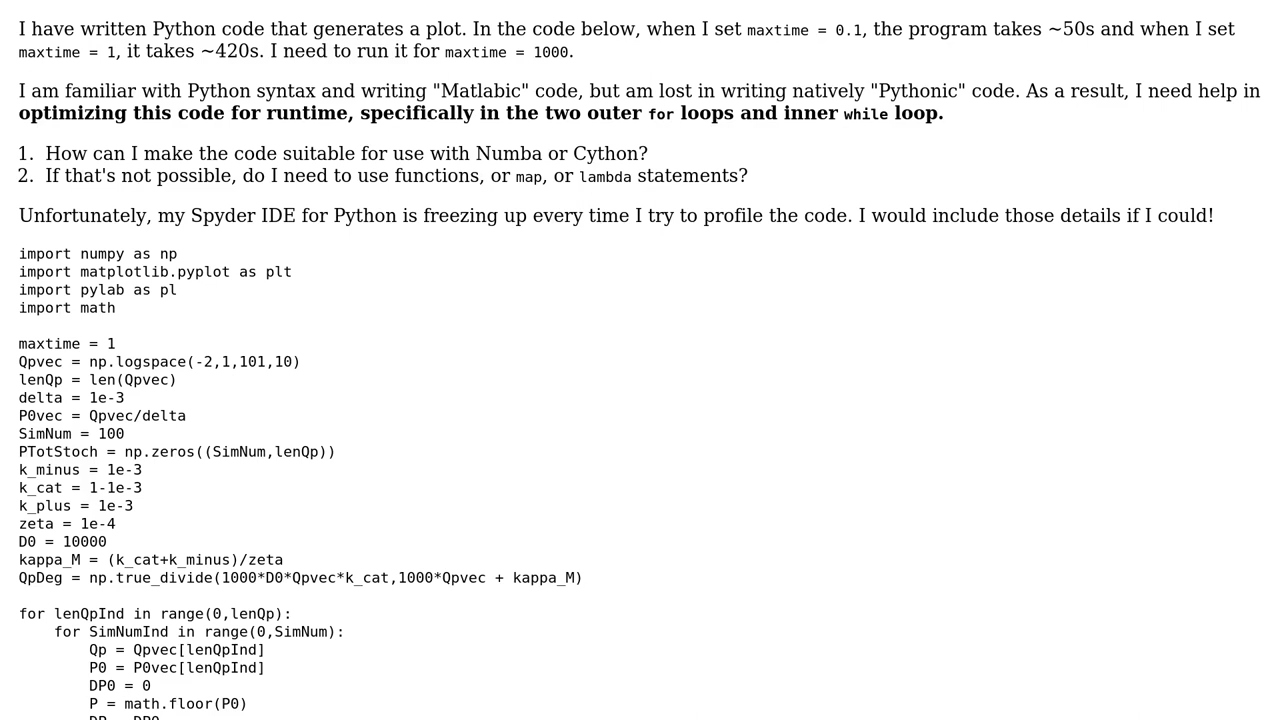 I have written Python code that generates a plot. In the code below, when I set maxtime = 0.1, the program takes ~50s and when I set
maxtime = 1, it takes ~420s. I need to run it for maxtime = 1000.
I am familiar with Python syntax and writing "Matlabic" code, but am lost in writing natively "Pythonic" code. As a result, I need help in
optimizing this code for runtime, specifically in the two outer for loops and inner while loop.
1. How can I make the code suitable for use with Numba or Cython?
2. If that's not possible, do I need to use functions, or map, or lambda statements?
Unfortunately, my Spyder IDE for Python is freezing up every time I try to profile the code. I would include those details if I could!
import numpy as np
import matplotlib.pyplot as plt
import pylab as pl
import math
maxtime = 1
Qpvec = np.logspace(-2,1,101,10)
lenQp = len(Qpvec)
delta = 1e-3
P0vec = Qpvec/delta
SimNum = 100
PTotStoch = np.zeros((SimNum,lenQp))
k_minus = 1e-3
k_cat = 1-1e-3
k_plus = 1e-3
zeta = 1e-4
D0 = 10000
kappa_M = (k_cat+k_minus)/zeta
QpDeg = np.true_divide(1000*D0*Qpvec*k_cat,1000*Qpvec + kappa_M)
for lenQpInd in range(0,lenQp):
    for SimNumInd in range(0,SimNum):
        Qp = Qpvec[lenQpInd]
        P0 = P0vec[lenQpInd]
        DP0 = 0
        P = math.floor(P0)